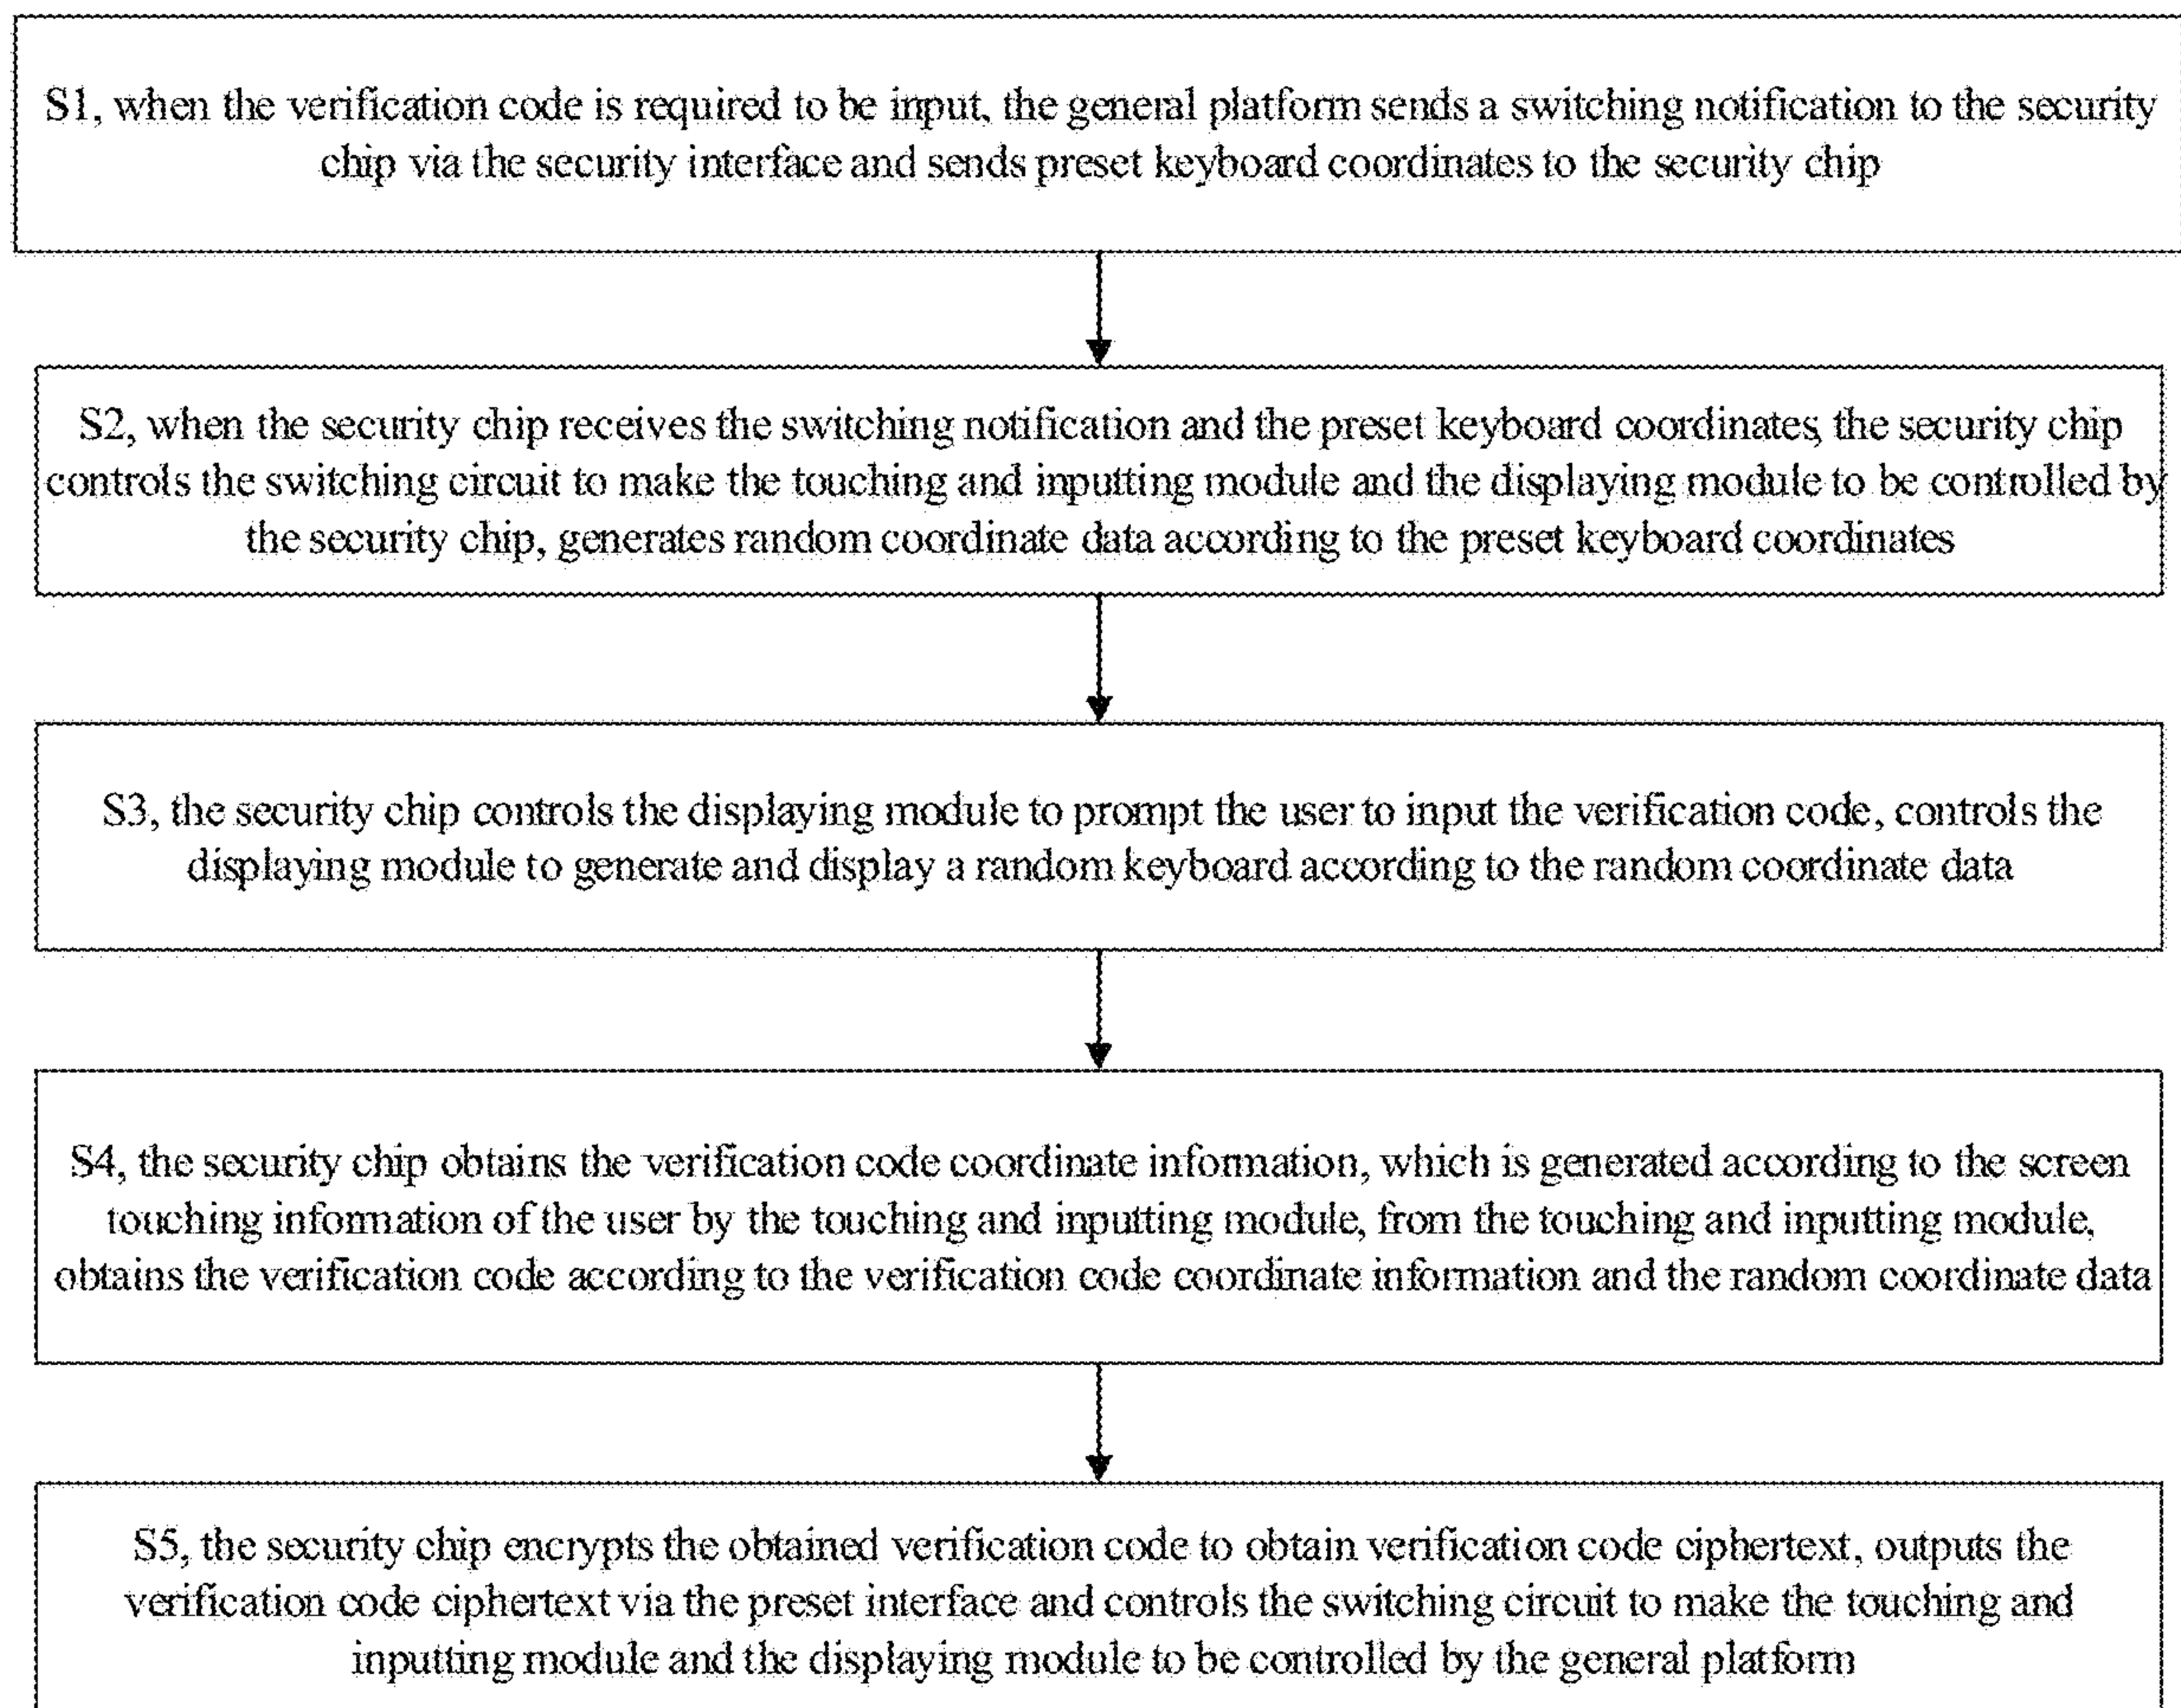 S1, when the verification code is required to be input, the general platform sends a switching notification to the security
chip via the security interface and sends preset keyboard coordinates to the security chip
S2, when the security chip receives the switching notification and the preset keyboard coordinates, the security chip
controls the switching circuit to make the touching and inputting module and the displaying module to be controlled by
the security chip, generates random coordinate data according to the preset keyboard coordinates
S3, the security chip controls the displaying module to prompt the user to input the verification code, controls the
displaying module to generate and display a random keyboard according to the random coordinate data
S4, the security chip obtains the verification code coordinate information, which is generated according to the screen
touching information of the user by the touching and inputting module, from the touching and inputting module,
obtains the verification code according to the verification code coordinate information and the random coordinate data
S5, the security chip encrypts the obtained verification code to obtain verification code ciphertext, outputs the
verification code ciphertext via the preset interface and controls the switching circuit to make the touching and
inputting module and the displaying module to be controlled by the general platform